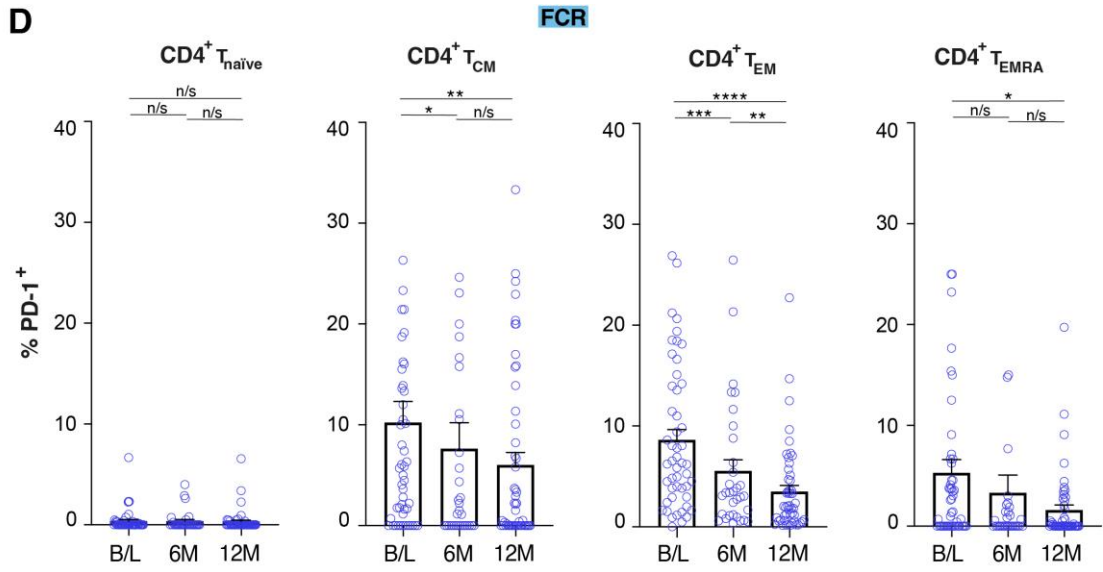 D
FCR
CD4+ Tnaïve
CD4+ TCM
CD4+ TEM
CD4+ TEMRA
n/s
n/s n/s
**
* n/s
****
*** **
*
n/s n/s
% PD-1+
40
30
20
10
0
B/L 6M 12M
40
30
20
10
0
B/L 6M 12M
40
30
20
10
0
B/L 6M 12M
40
30
20
10
0
B/L 6M 12M